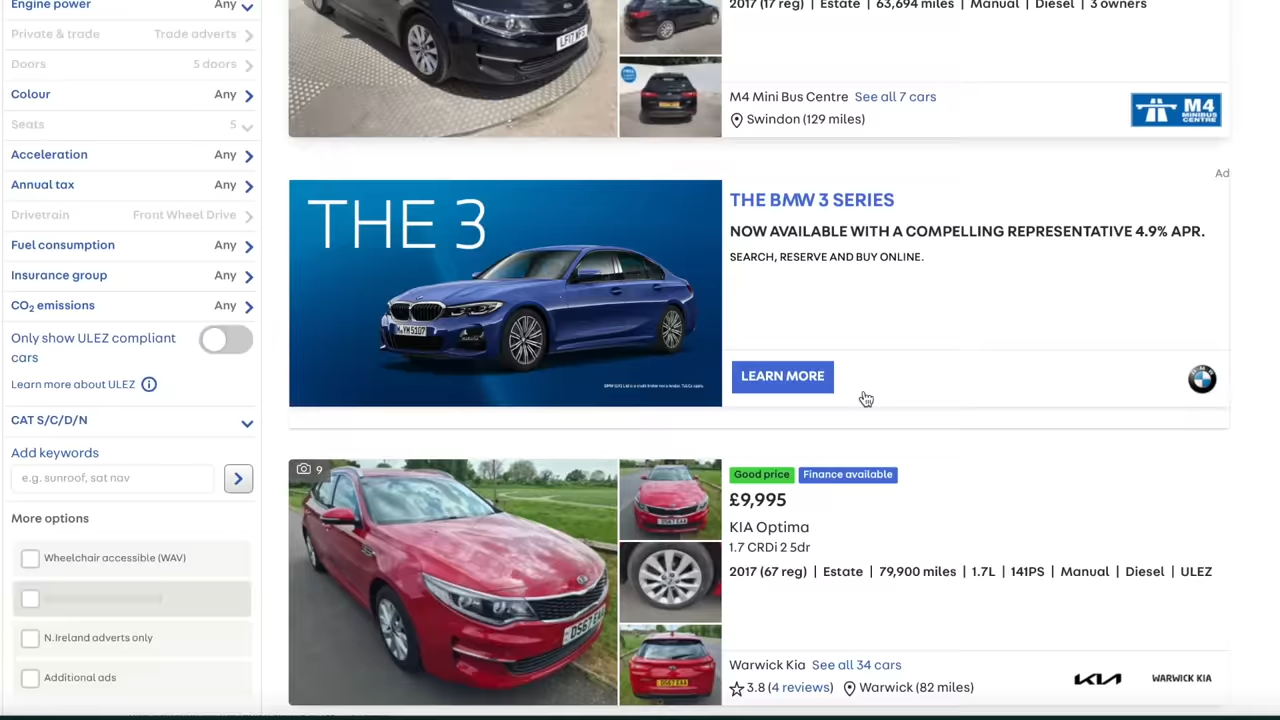 Engine power Any
Private & trade Trade adverts
Doors 5 doors
Colour Any
Seats 5
Acceleration Any
Annual tax Any
Drivetrain Front Wheel Drive
Fuel consumption Any
Insurance group Any
CO2 emissions Any
Only show ULEZ compliant
cars
Learn more about ULEZ
CAT S/C/D/N
Add keywords
e.g. sunroof, sat nav
More options
Wheelchair accessible (WAV)
N.Ireland adverts only
Additional ads
2017 (17 reg) | Estate | 63,694 miles | Manual | Diesel | 3 owners
M4 Mini Bus Centre See all 7 cars
Swindon (129 miles)
M4
MINIBUS
CENTRE
Ad
THE 3
THE BMW 3 SERIES
NOW AVAILABLE WITH A COMPELLING REPRESENTATIVE 4.9% APR.
SEARCH, RESERVE AND BUY ONLINE.
LEARN MORE
9
Good price Finance available
£9,995
KIA Optima
1.7 CRDi 2 5dr
2017 (67 reg) | Estate | 79,900 miles | 1.7L | 141PS | Manual | Diesel | ULEZ
Warwick Kia See all 34 cars
3.8 (4 reviews) Warwick (82 miles)
KIA WARWICK KIA